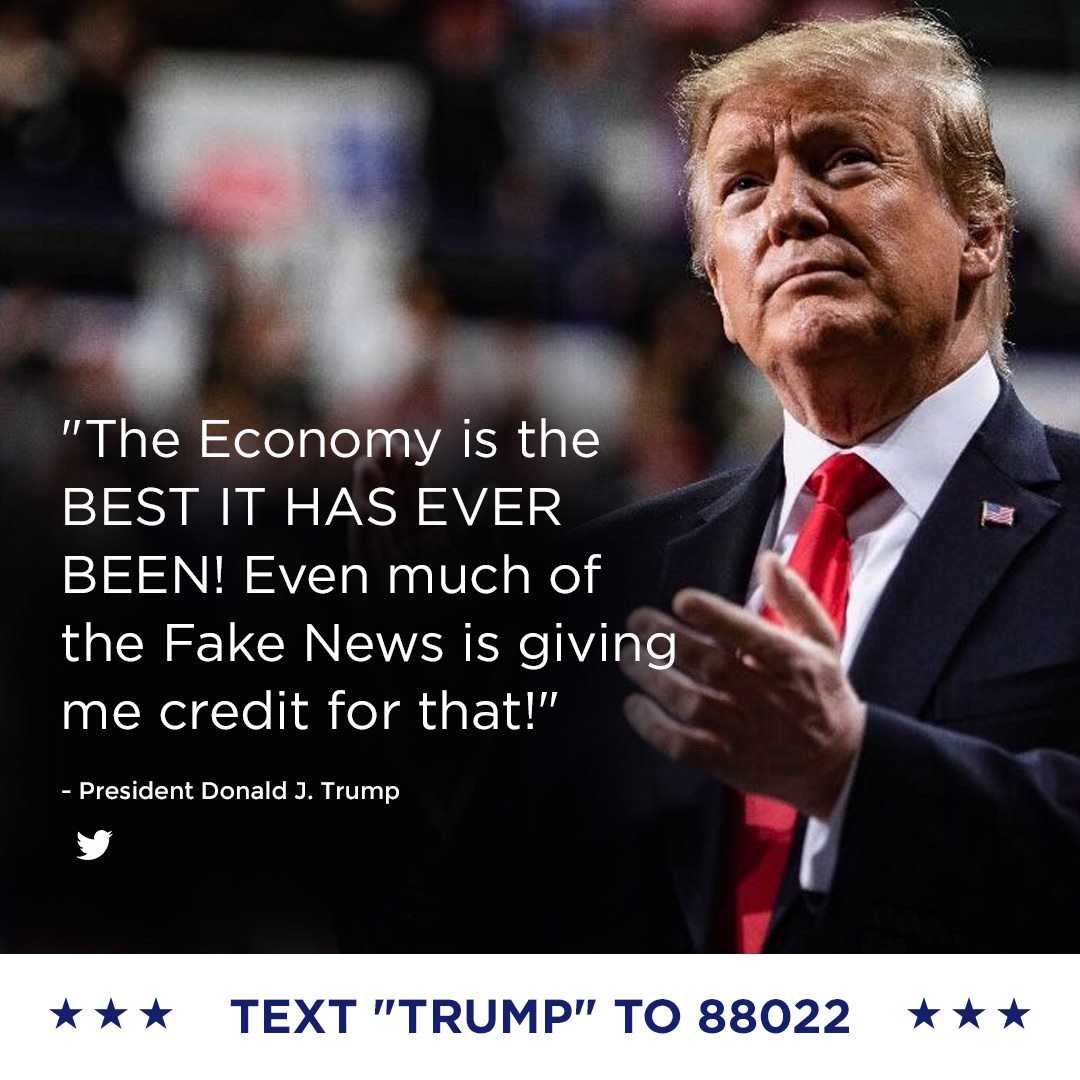 "The Economy is the
BEST IT HAS EVER
BEEN! Even much of
the Fake News is giving
me credit for that!"
- President Donald J. Trump
★★★ TEXT "TRUMP" TO 88022 ★★★